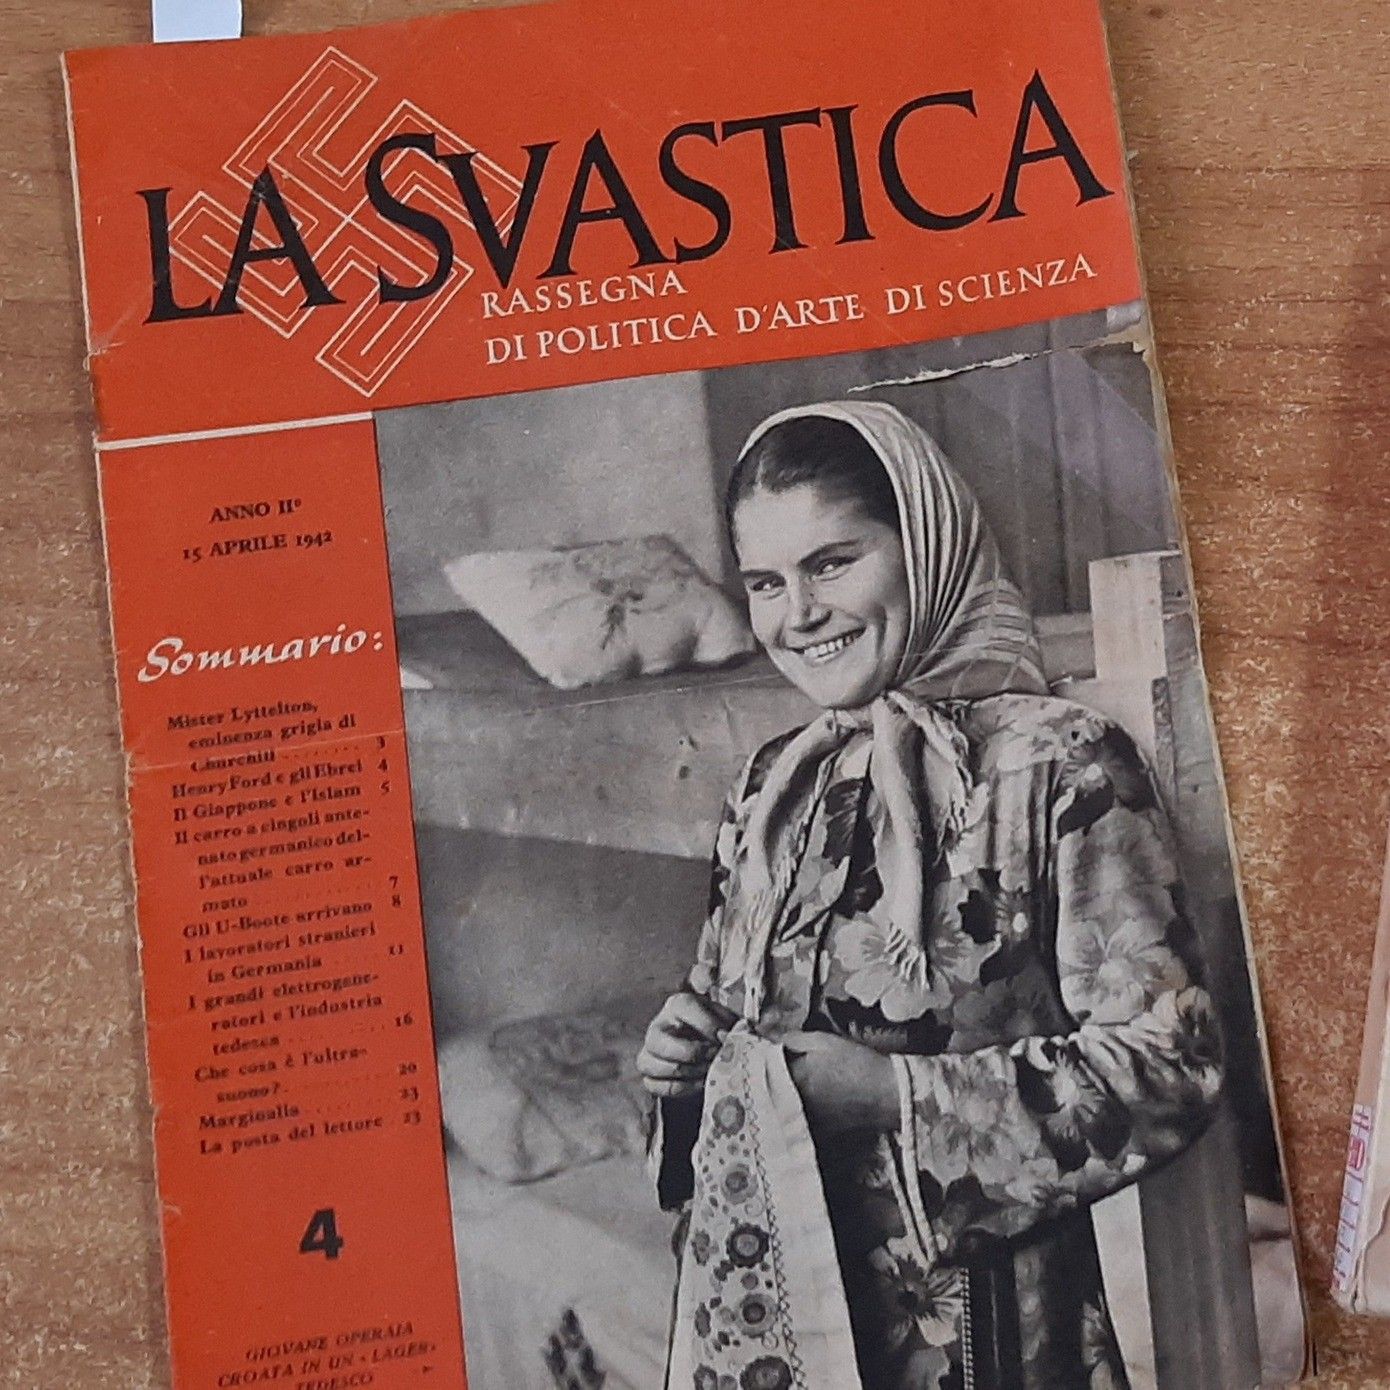 LA SVASTICA
RASSEGNA
DI POLITICA D'ARTE DI SCIENZA
ANNO IIº
15 APRILE 1942
Sommario:
Mister Lyttelton,
eminenza grigia di
Churchill ........ 3
Henry Ford e gli Ebrei 4
Il Giappone e l'Islam 5
Il carro a cingoli ante-
nato germanico del-
l'attuale carro ar-
mato ........ 7
Gli U-Boote arrivano 8
I lavoratori stranieri
in Germania .... 11
I grandi elettrogene-
ratori e l'industria
tedesca ........ 16
Che cosa è l'ultra-
suono? ........ 20
Marginalia ........ 23
La posta del lettore 23
4
GIOVANE OPERAIA
CROATA IN UN «LAGER»
TEDESCO